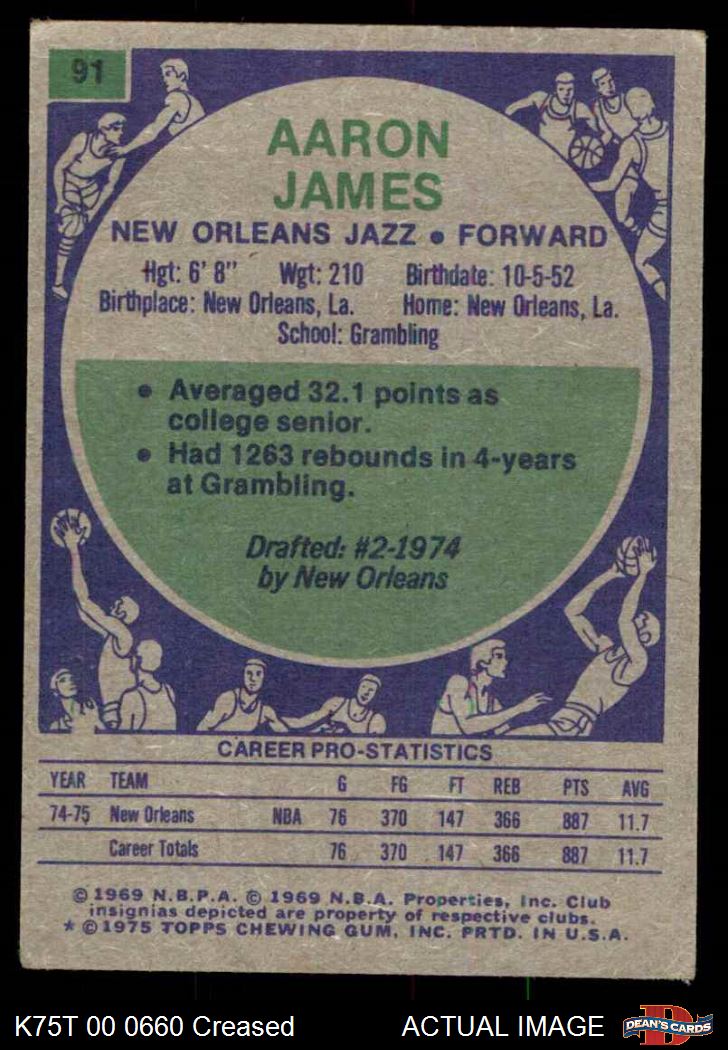 91
AARON
JAMES
NEW ORLEANS JAZZ • FORWARD
Hgt: 6' 8" Wgt: 210 Birthdate: 10-5-52
Birthplace: New Orleans, La. Home: New Orleans, La.
School: Grambling
• Averaged 32.1 points as
college senior.
• Had 1263 rebounds in 4-years
at Grambling.
Drafted: #2-1974
by New Orleans
CAREER PRO-STATISTICS
YEAR TEAM G FG FT REB PTS AVG
74-75 New Orleans NBA 76 370 147 366 887 11.7
Career Totals 76 370 147 366 887 11.7
© 1969 N.B.P.A. © 1969 N.B.A. Properties, Inc. Club
insignias depicted are property of respective clubs.
* © 1975 TOPPS CHEWING GUM, INC. PRTD. IN U.S.A.
K75T 00 0660 Creased ACTUAL IMAGE
D
DEAN'S CARDS